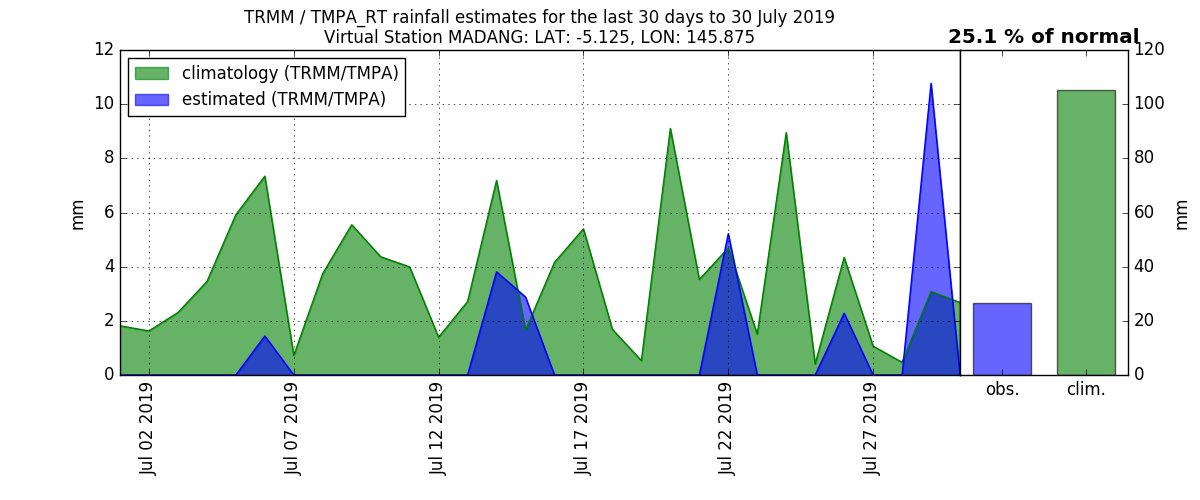 TRMM / TMPA_RT rainfall estimates for the last 30 days to 30 July 2019
Virtual Station MADANG: LAT: -5.125, LON: 145.875
25.1 % of normal
climatology (TRMM/TMPA)
estimated (TRMM/TMPA)
12
10
8
6
4
2
0
mm
Jul 02 2019
Jul 07 2019
Jul 12 2019
Jul 17 2019
Jul 22 2019
Jul 27 2019
obs.
clim.
120
100
80
60
40
20
0
mm